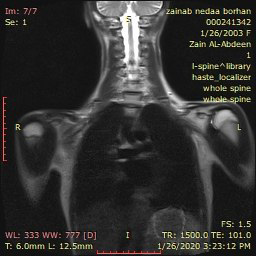 Im: 7/7
Se: 1
zainab nedaa borhan
000241342
1/26/2003 F
Zain AL-Abdeen
1
l-spine^library
haste_localizer
whole spine
whole spine
S
R
L
I
WL: 333 WW: 777 [D]
T: 6.0mm L: 12.5mm
FS: 1.5
TR: 1500.0 TE: 101.0
1/26/2020 3:23:12 PM